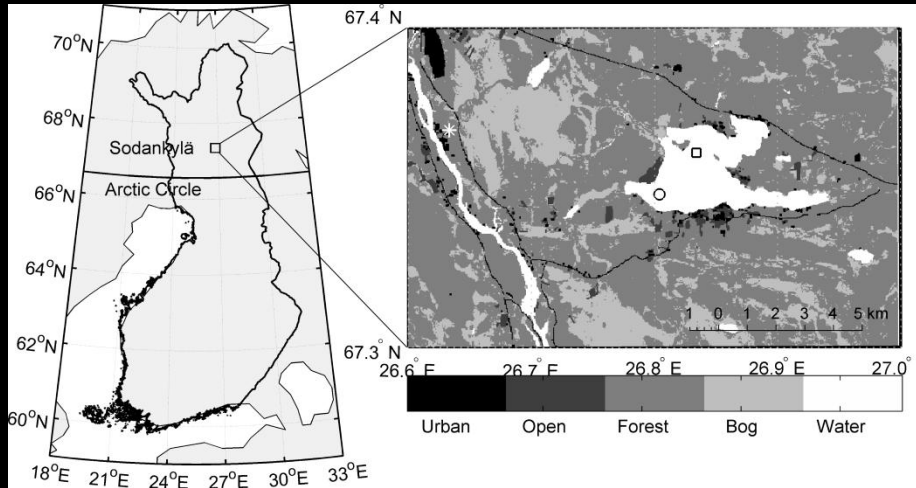 70°N
68°N
Sodankylä
66°N
Arctic Circle
64°N
62°N
60°N
18°E 21°E 24°E 27°E 30°E 33°E
67.4° N
67.3° N
1 0 1 2 3 4 5 km
26.6° E 26.7° E 26.8° E 26.9° E 27.0° E
Urban Open Forest Bog Water